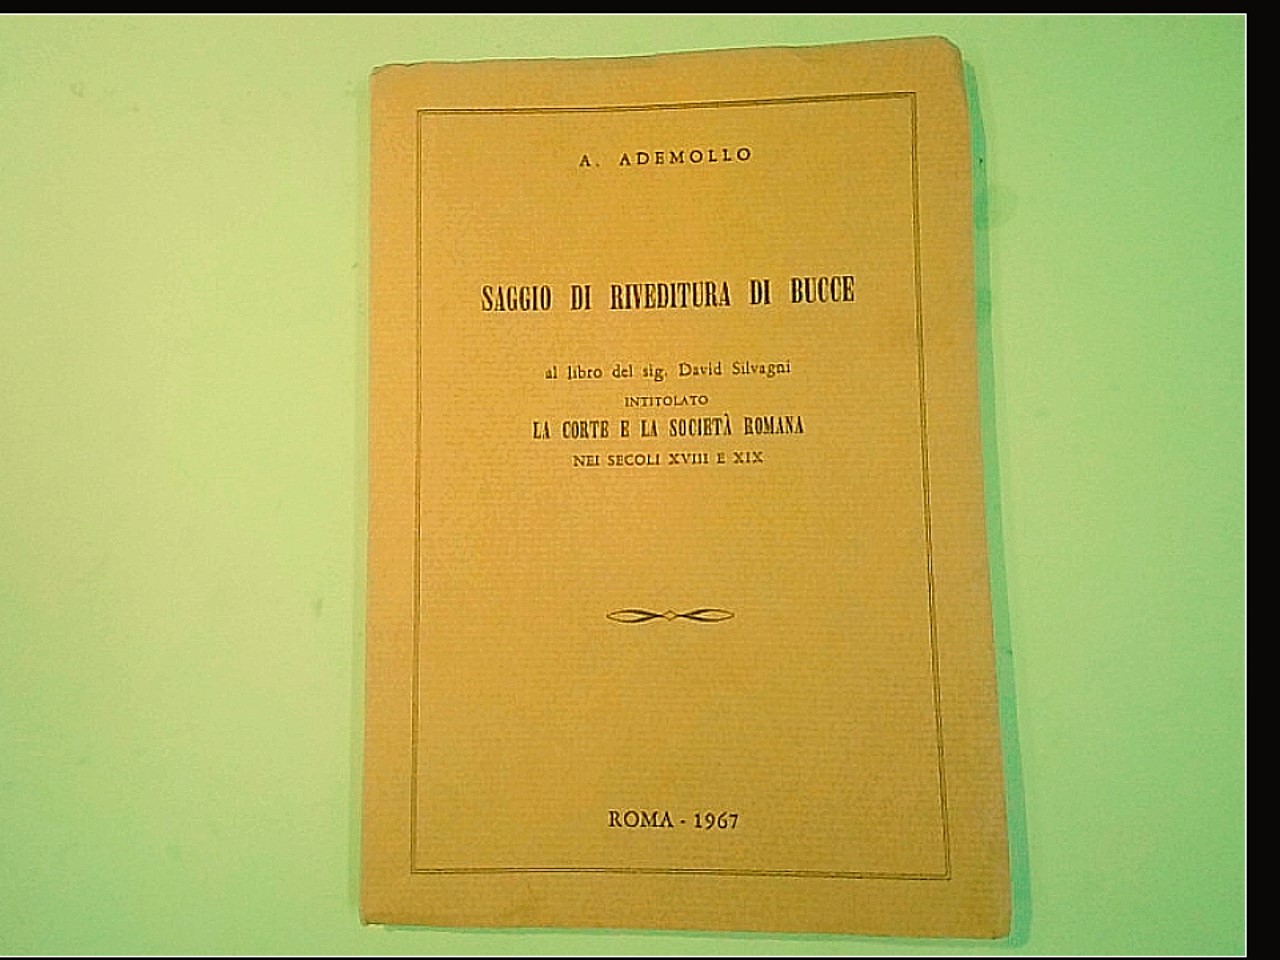 A. ADEMOLLO
SAGGIO DI RIVEDITURA DI BUCCE
al libro del sig. David Silvagni
INTITOLATO
LA CORTE E LA SOCIETÀ ROMANA
NEI SECOLI XVIII E XIX
ROMA - 1967